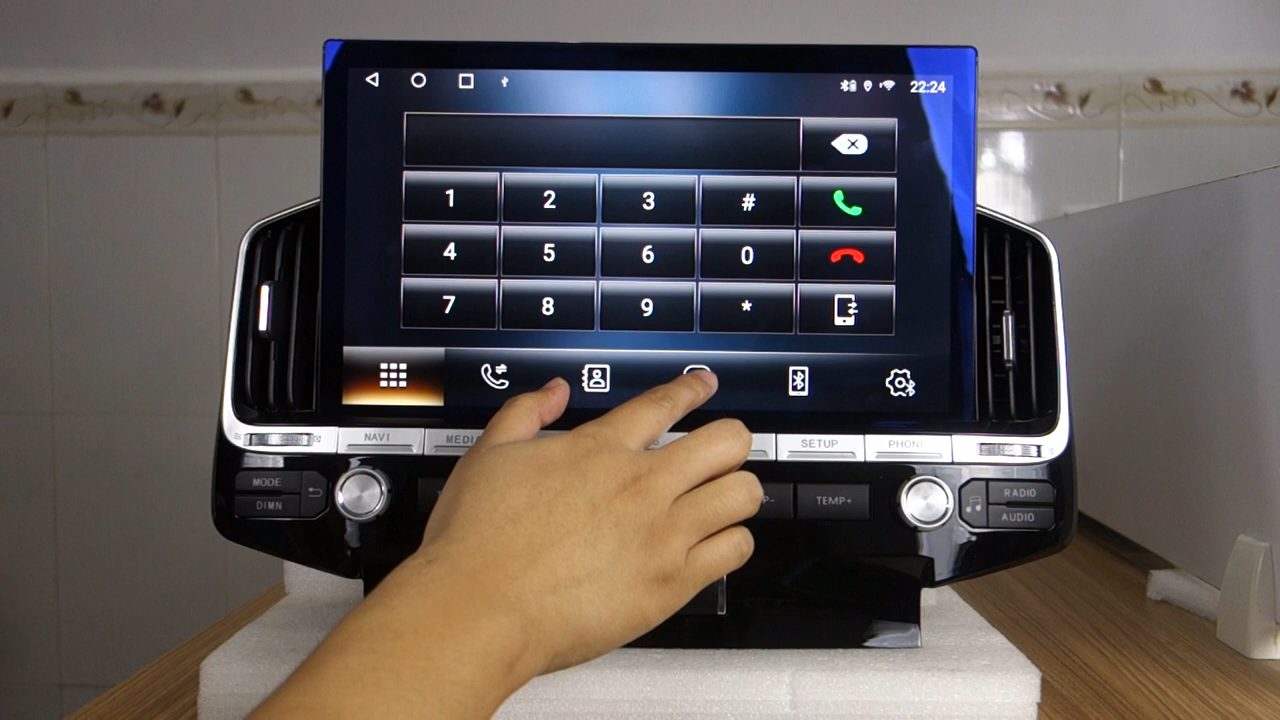 22:24
1 2 3 #
4 5 6 0
7 8 9 *
NAVI MEDIA SETUP PHONE
MODE TEMP+ RADIO
DIMN AUDIO